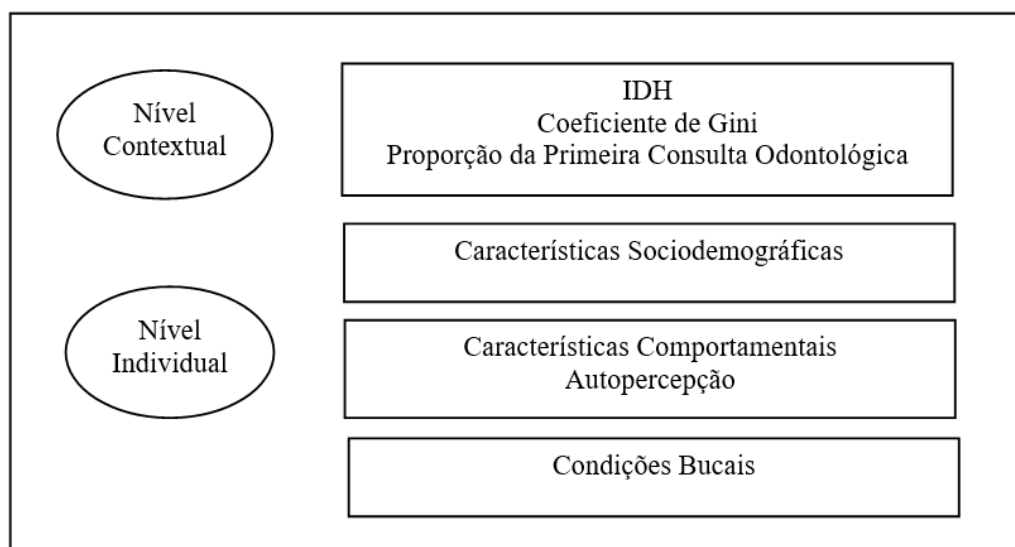 Nível
Contextual
IDH
Coeficiente de Gini
Proporção da Primeira Consulta Odontológica
Características Sociodemográficas
Nível
Individual
Características Comportamentais
Autopercepção
Condições Bucais